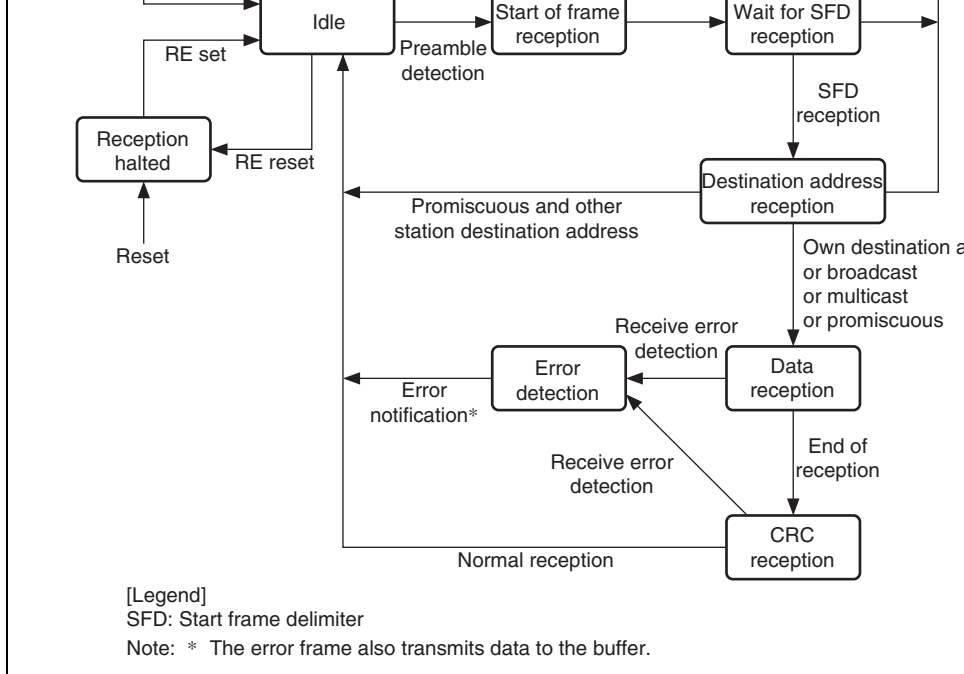 Idle
Start of frame
reception
Wait for SFD
reception
Preamble
detection
RE set
SFD
reception
Reception
halted
RE reset
Destination address
reception
Promiscuous and other
station destination address
Reset
Own destination a
or broadcast
or multicast
or promiscuous
Receive error
detection
Error
detection
Data
reception
Error
notification*
End of
reception
Receive error
detection
CRC
reception
Normal reception
[Legend]
SFD: Start frame delimiter
Note: * The error frame also transmits data to the buffer.